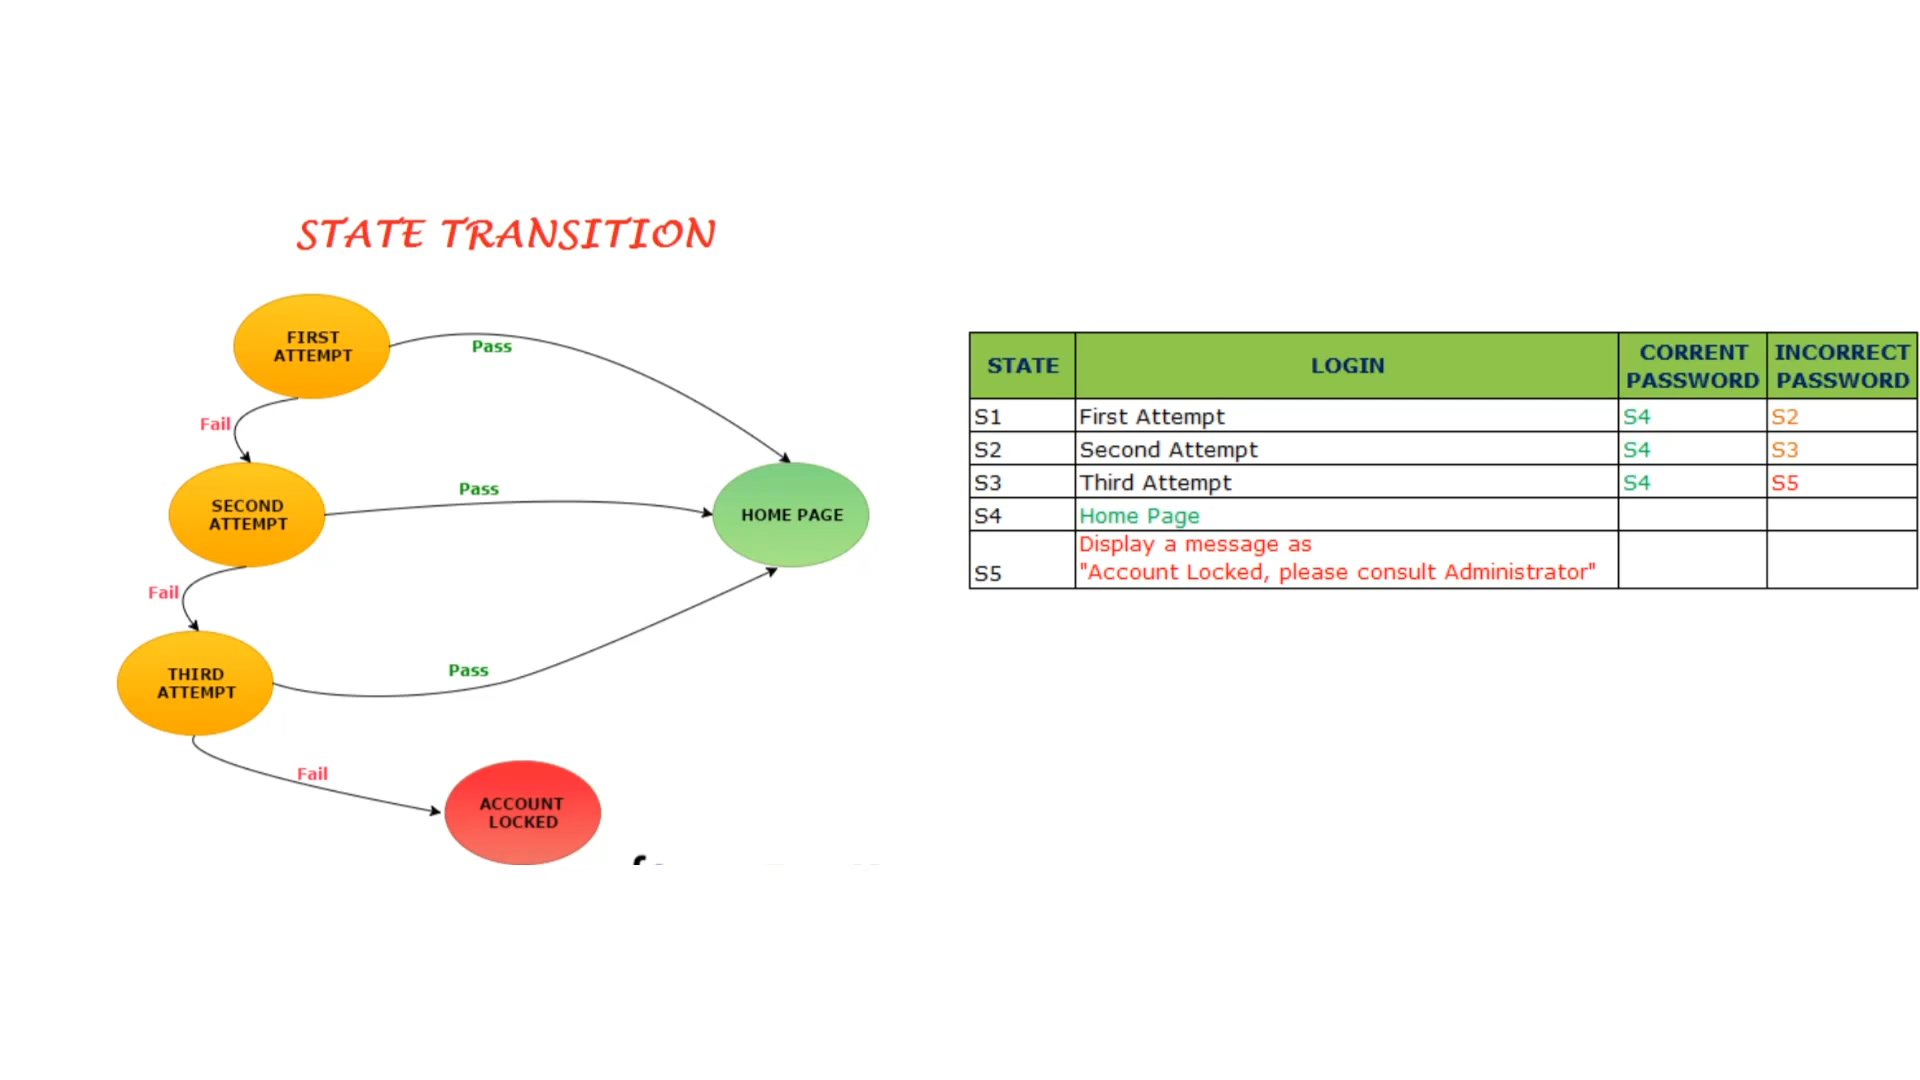 STATE TRANSITION
FIRST
ATTEMPT
Pass
Fail
SECOND
ATTEMPT
Pass
HOME PAGE
Fail
THIRD
ATTEMPT
Pass
Fail
ACCOUNT
LOCKED
STATE LOGIN CORRENT PASSWORD INCORRECT PASSWORD
S1 First Attempt S4 S2
S2 Second Attempt S4 S3
S3 Third Attempt S4 S5
S4 Home Page
Display a message as
S5 "Account Locked, please consult Administrator"